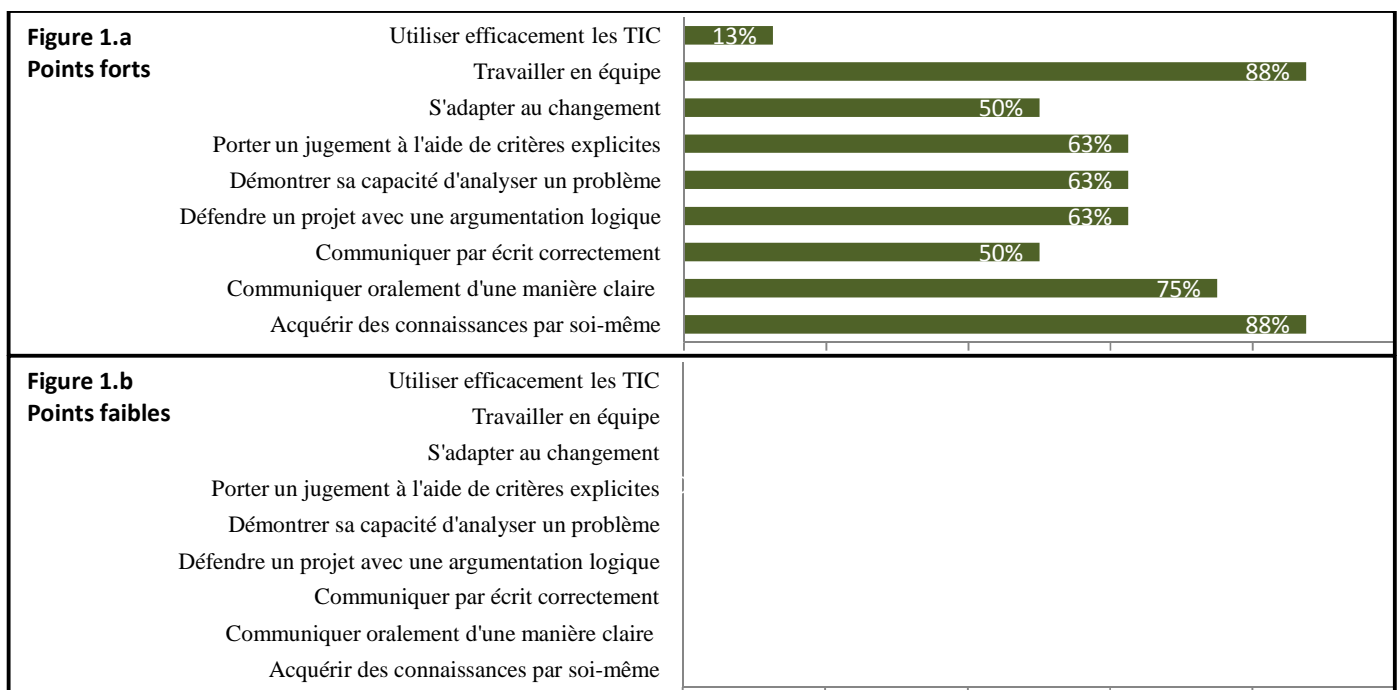 Figure 1.a
Points forts
Utiliser efficacement les TIC 13%
Travailler en équipe 88%
S'adapter au changement 50%
Porter un jugement à l'aide de critères explicites 63%
Démontrer sa capacité d'analyser un problème 63%
Défendre un projet avec une argumentation logique 63%
Communiquer par écrit correctement 50%
Communiquer oralement d'une manière claire 75%
Acquérir des connaissances par soi-même 88%
Figure 1.b
Points faibles
Utiliser efficacement les TIC
Travailler en équipe
S'adapter au changement
Porter un jugement à l'aide de critères explicites
Démontrer sa capacité d'analyser un problème
Défendre un projet avec une argumentation logique
Communiquer par écrit correctement
Communiquer oralement d'une manière claire
Acquérir des connaissances par soi-même